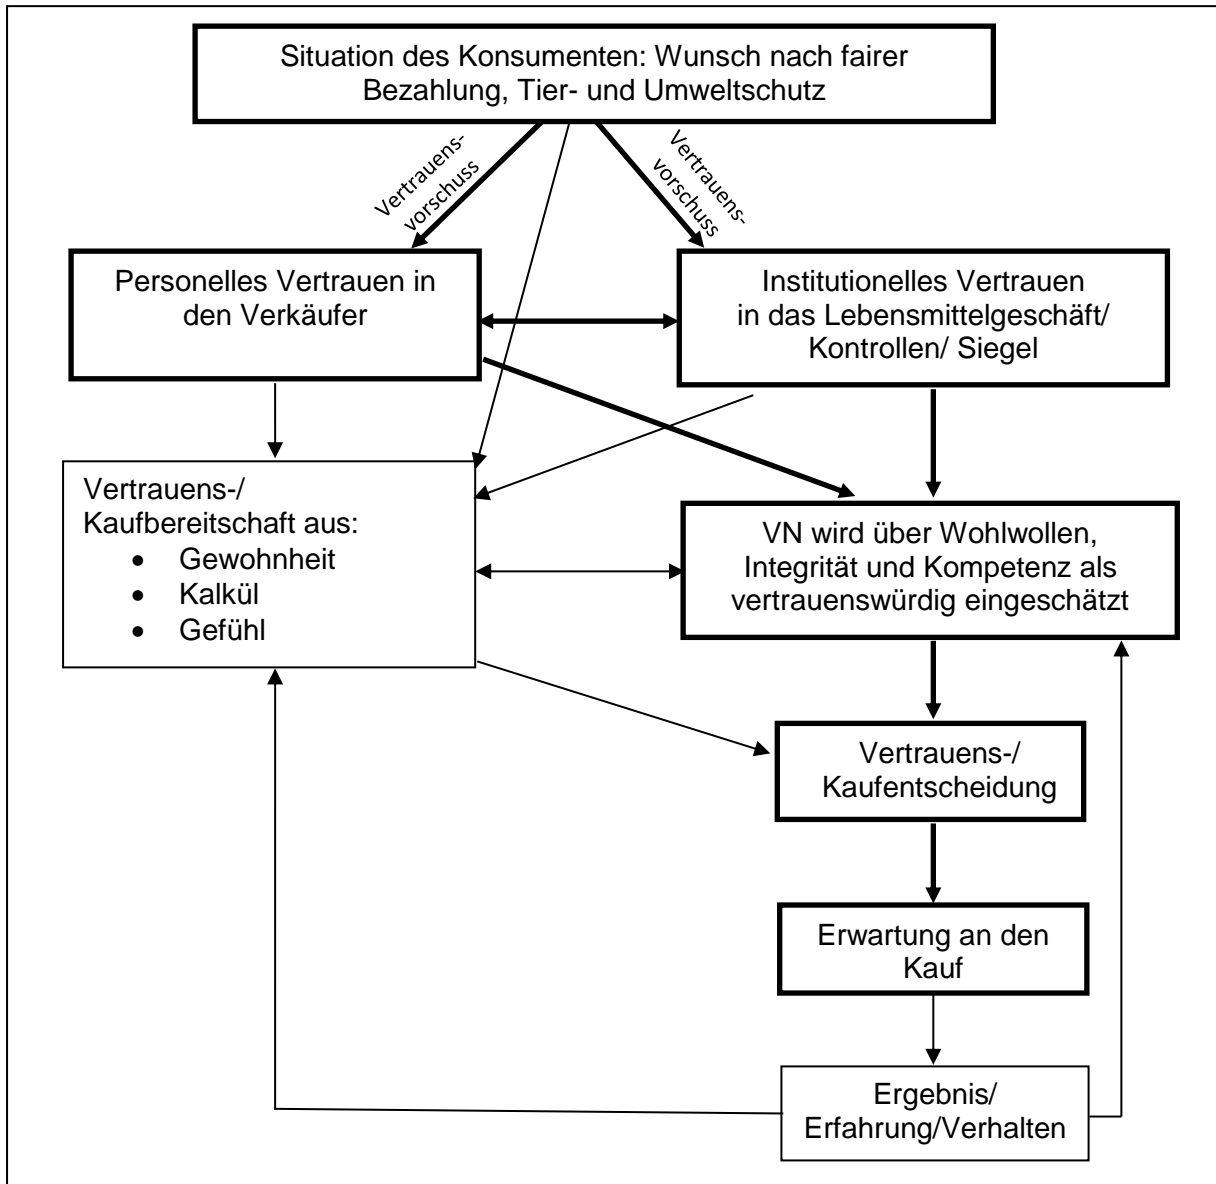 Situation des Konsumenten: Wunsch nach fairer
Bezahlung, Tier- und Umweltschutz
Vertrauens-
vorschuss
Vertrauens-
vorschuss
Personelles Vertrauen in
den Verkäufer
Institutionelles Vertrauen
in das Lebensmittelgeschäft/
Kontrollen/ Siegel
Vertrauens-/
Kaufbereitschaft aus:
• Gewohnheit
• Kalkül
• Gefühl
VN wird über Wohlwollen,
Integrität und Kompetenz als
vertrauenswürdig eingeschätzt
Vertrauens-/
Kaufentscheidung
Erwartung an den
Kauf
Ergebnis/
Erfahrung/Verhalten